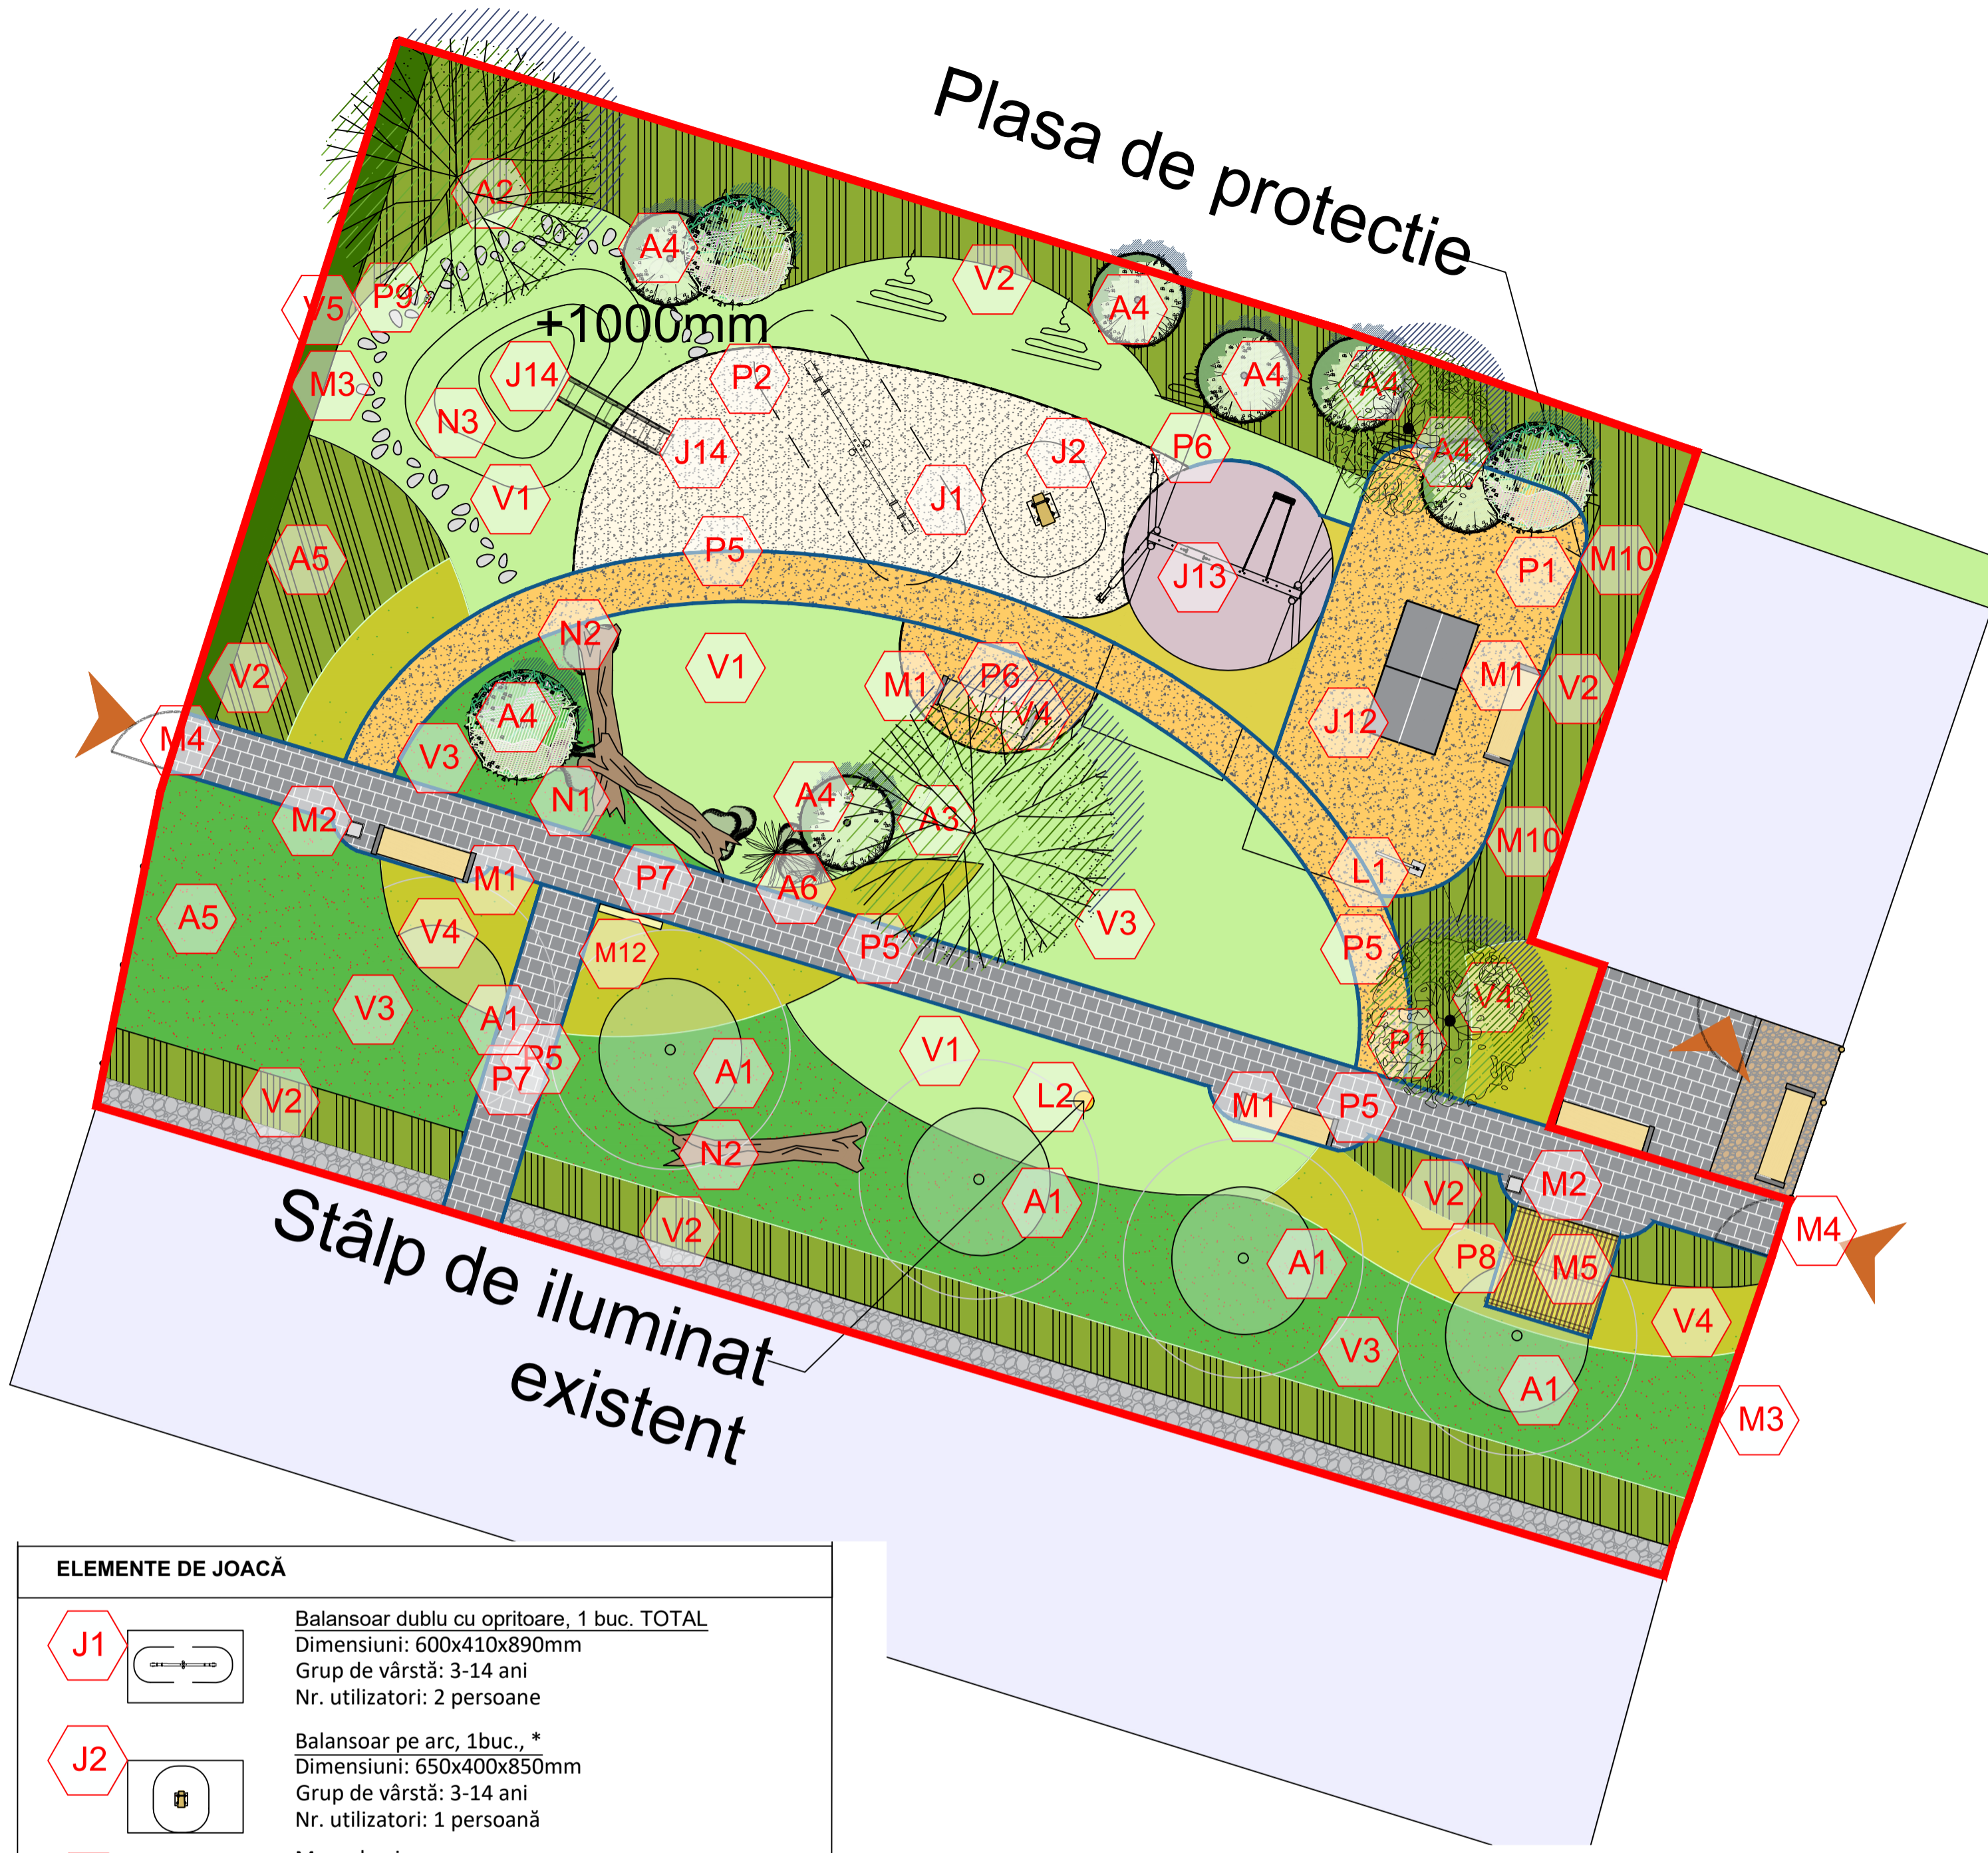 Plasa de protectie
A2
A4
V2
A4
V5
P9
+1000mm
M3
J14
P2
A4
A4
N3
J14
J2
P6
A4
V1
J1
A5
P5
J13
P1
M10
N2
V1
M1
P6
M1
V2
V2
A4
V4
J12
M4
V3
N1
A4
A3
M2
M1
P7
A6
L1
M10
A5
V4
M12
P5
V3
P5
V3
A1
V4
P5
P7
A1
V1
L2
P1
V2
M1
P5
N2
A1
V2
M2
V2
A1
P8
M5
M4
V3
V4
A1
M3
Stâlp de iluminat
existent
ELEMENTE DE JOACĂ
J1
Balansoar dublu cu opritoare, 1 buc. TOTAL
Dimensiuni: 600x410x890mm
Grup de vârstă: 3-14 ani
Nr. utilizatori: 2 persoane
J2
Balansoar pe arc, 1buc., *
Dimensiuni: 650x400x850mm
Grup de vârstă: 3-14 ani
Nr. utilizatori: 1 persoană